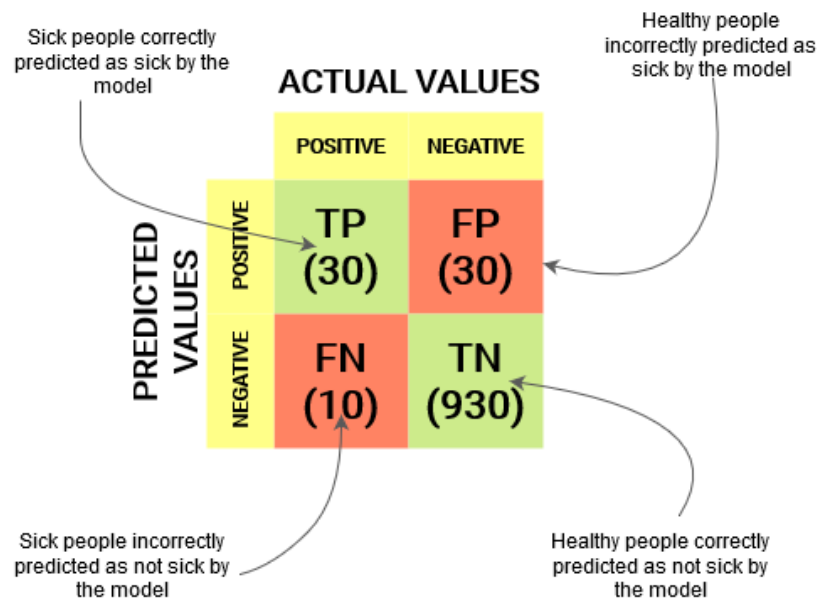 Sick people correctly
predicted as sick by the
model
Healthy people
incorrectly predicted as
sick by the model
ACTUAL VALUES
POSITIVE
NEGATIVE
PREDICTED
VALUES
POSITIVE
TP
(30)
FP
(30)
NEGATIVE
FN
(10)
TN
(930)
Sick people incorrectly
predicted as not sick by
the model
Healthy people correctly
predicted as not sick by
the model